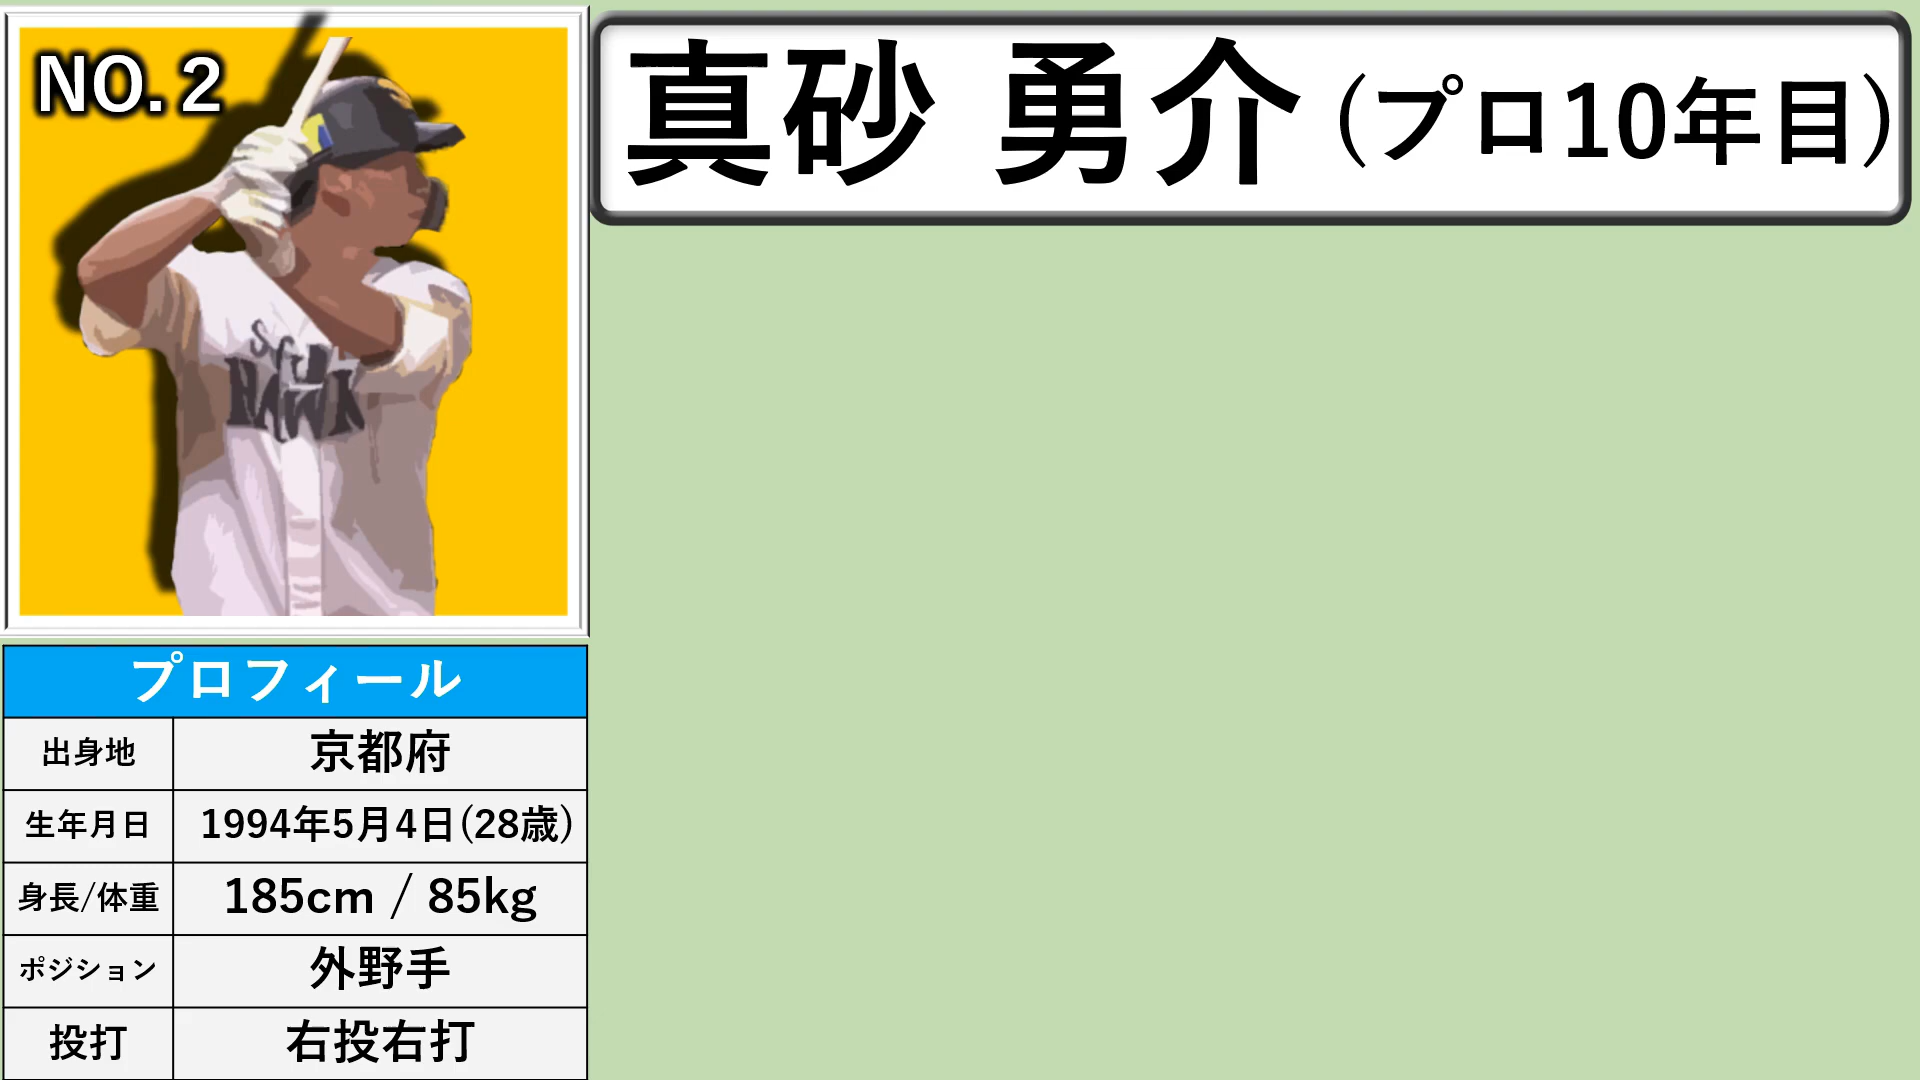 NO.2
真砂 勇介(プロ10年目)
プロフィール
出身地 京都府
生年月日 1994年5月4日(28歳)
身長/体重 185cm / 85kg
ポジション 外野手
投打 右投右打